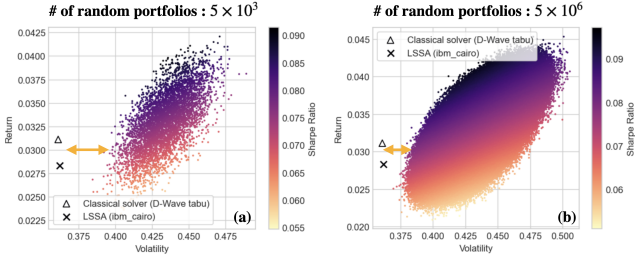 # of random portfolios : 5 × 10³
# of random portfolios : 5 × 10⁶
0.0425
0.0400
0.0375
0.0350
0.0325
0.0300
0.0275
0.0250
0.0225
Return
Classical solver (D-Wave tabu)
LSSA (ibm_cairo)
(a)
0.375
0.400
0.425
0.450
0.475
Volatility
0.090
0.085
0.080
0.075
0.070
0.065
0.060
0.055
Sharpe Ratio
Classical solver (D-Wave tabu)
LSSA (ibm_cairo)
0.045
0.040
0.035
0.030
0.025
0.020
Return
(b)
0.375
0.400
0.425
0.450
0.475
0.500
Volatility
0.09
0.08
0.07
0.06
Sharpe Ratio